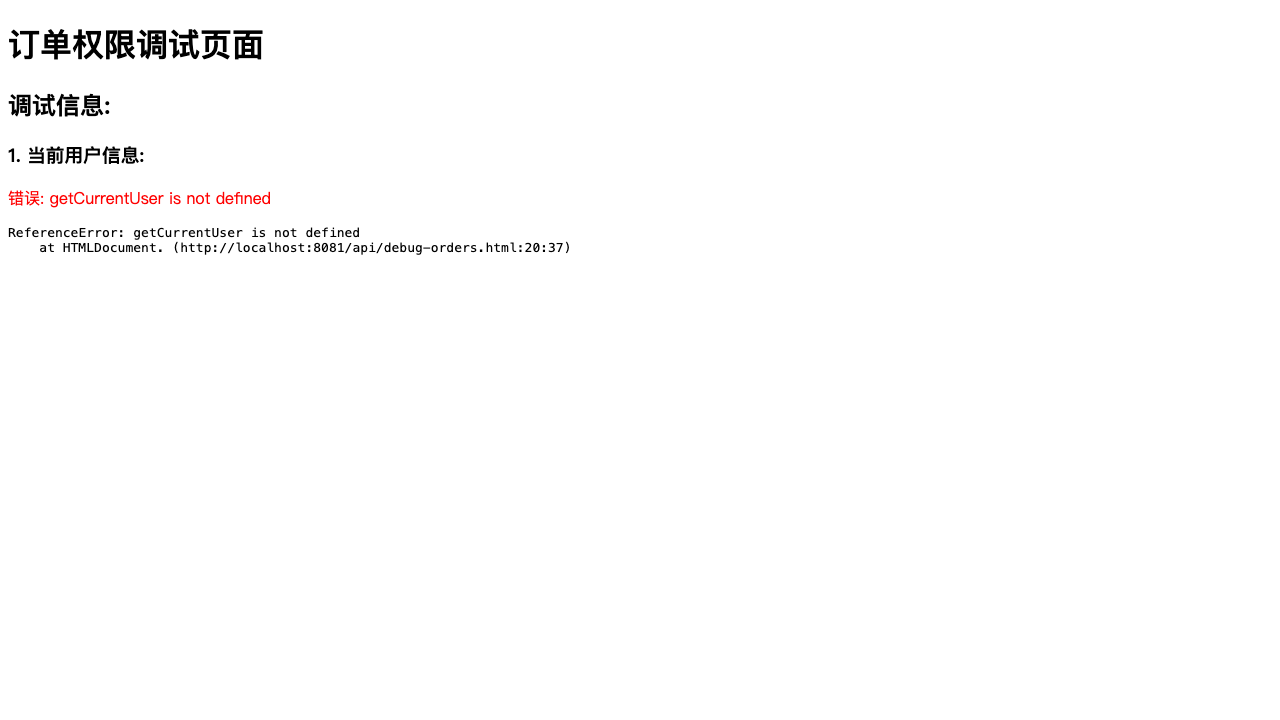 订单权限调试页面
调试信息:
1. 当前用户信息:
错误: getCurrentUser is not defined
ReferenceError: getCurrentUser is not defined
    at HTMLDocument. (http://localhost:8081/api/debug-orders.html:20:37)